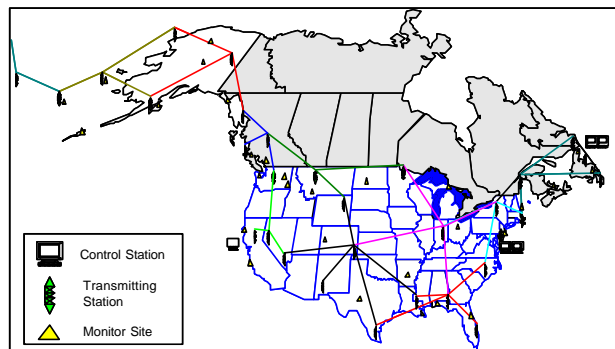 Control Station
Transmitting
Station
Monitor Site